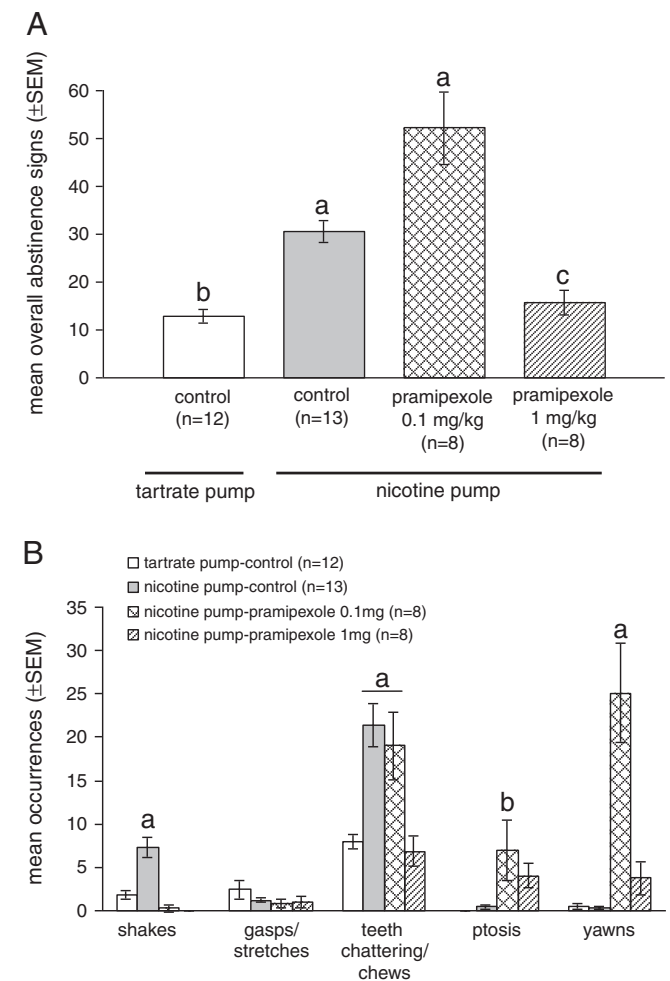 A
mean overall abstinence signs (±SEM)
60
50
40
30
20
10
0
b
a
a
c
control
(n=12)
control
(n=13)
pramipexole
0.1 mg/kg
(n=8)
pramipexole
1 mg/kg
(n=8)
tartrate pump
nicotine pump
B
tartrate pump-control (n=12)
nicotine pump-control (n=13)
nicotine pump-pramipexole 0.1mg (n=8)
nicotine pump-pramipexole 1mg (n=8)
mean occurrences (±SEM)
35
30
25
20
15
10
5
0
a
a
b
a
shakes
gasps/
stretches
teeth
chattering/
chews
ptosis
yawns